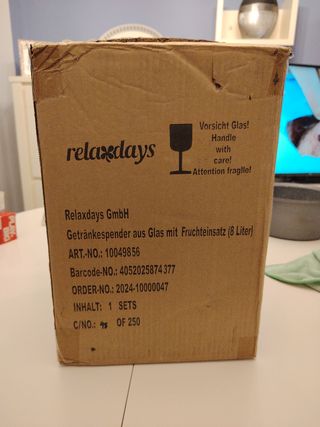 relaxdays
Vorsicht Glas!
Handle
with
care!
Attention fragile!
Relaxdays GmbH
Getränkespender aus Glas mit Fruchteinsatz (8 Liter)
ART.-NO.: 10049856
Barcode-NO.: 4052025874377
ORDER-NO.: 2024-10000047
INHALT: 1 SETS
C/NO.: OF 250